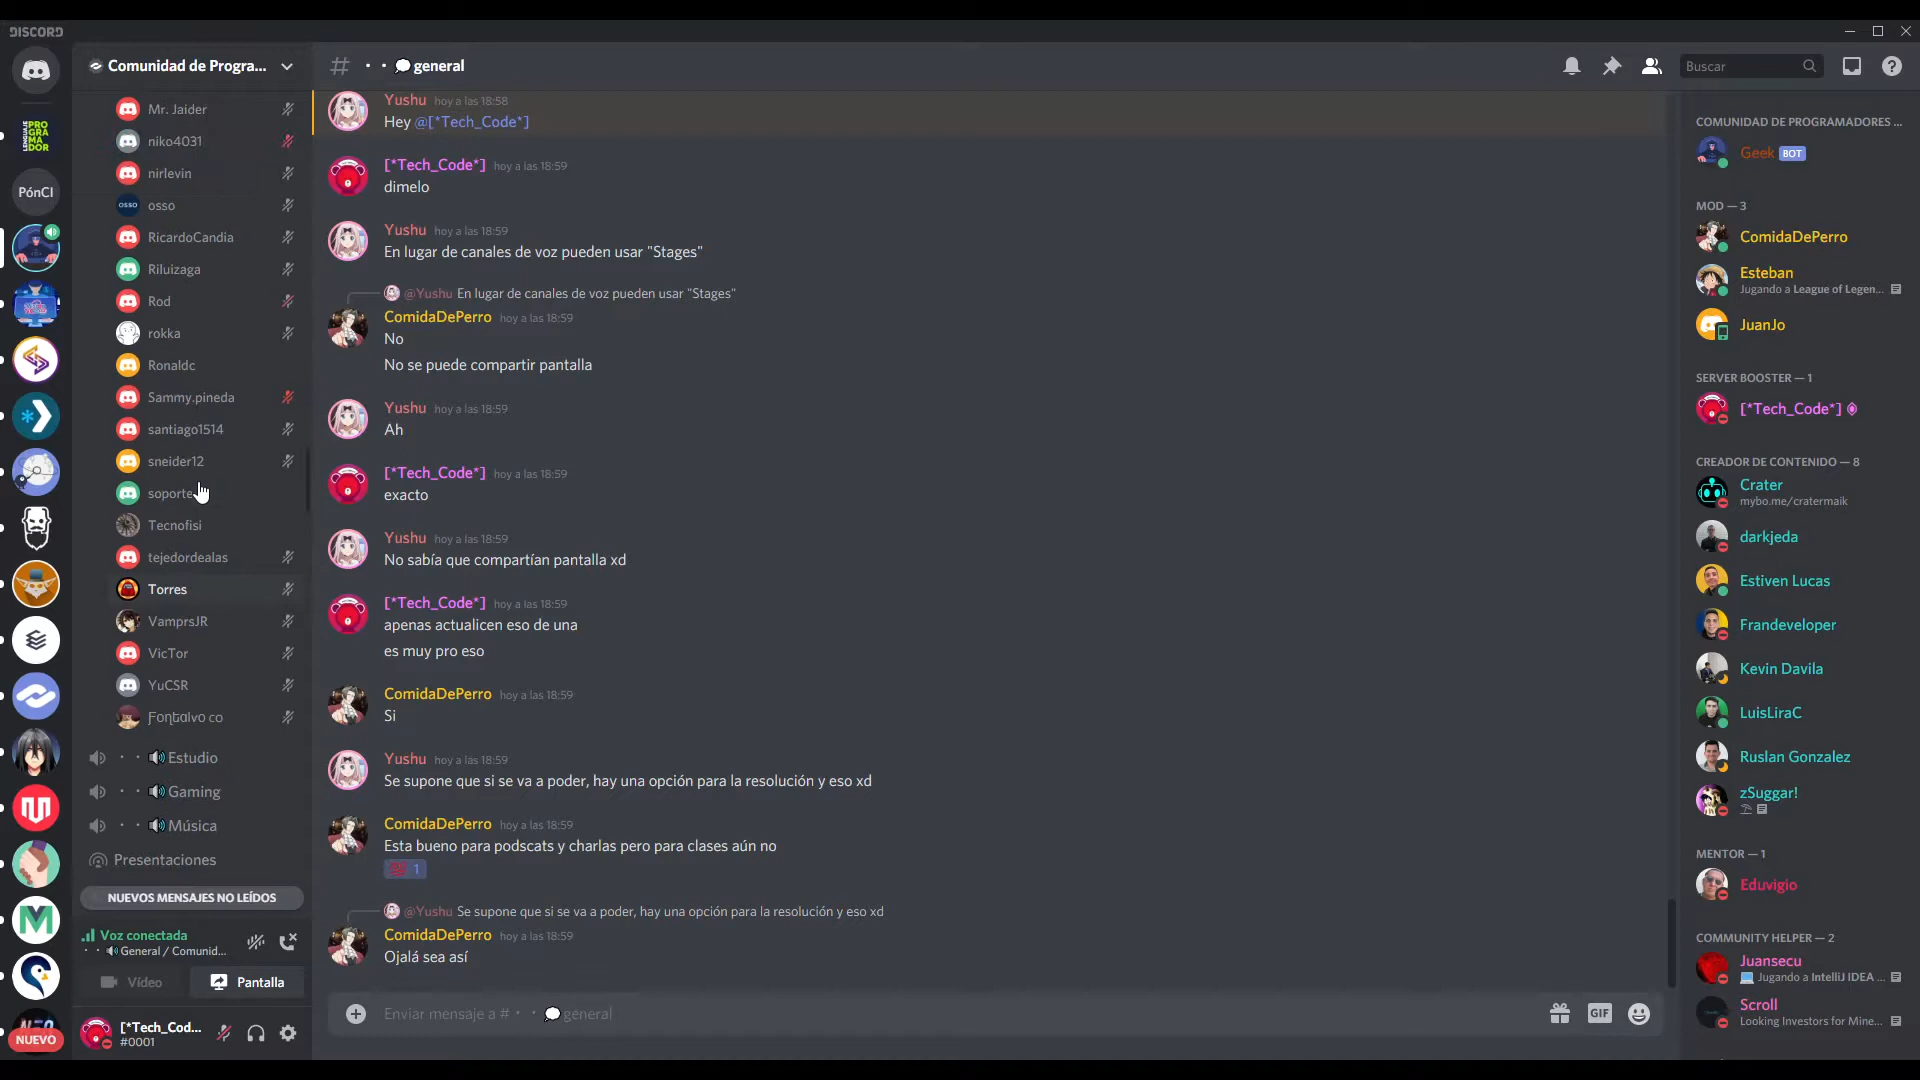 DISCORD
Comunidad de Progra...
# • • 💬 general
Buscar
LENGUAJE PROGRAMADOR
PónCl
NUEVO
Mr. Jaider
niko4031
nirlevin
osso
RicardoCandia
Riluizaga
Rod
rokka
Ronaldc
Sammy.pineda
santiago1514
sneider12
soporte
Tecnofisi
tejedordealas
Torres
VamprsJR
VicTor
YuCSR
• • 🔊 Estudio
• • 🔊 Gaming
• • 🔊 Música
Presentaciones
NUEVOS MENSAJES NO LEÍDOS
Voz conectada
• • 🔊 General / Comunid...
Vídeo
Pantalla
[*Tech_Cod...
#0001
Yushu hoy a las 18:58
Hey @[*Tech_Code*]
[*Tech_Code*] hoy a las 18:59
dimelo
Yushu hoy a las 18:59
En lugar de canales de voz pueden usar "Stages"
@Yushu En lugar de canales de voz pueden usar "Stages"
ComidaDePerro hoy a las 18:59
No
No se puede compartir pantalla
Yushu hoy a las 18:59
Ah
[*Tech_Code*] hoy a las 18:59
exacto
Yushu hoy a las 18:59
No sabía que compartían pantalla xd
[*Tech_Code*] hoy a las 18:59
apenas actualicen eso de una
es muy pro eso
ComidaDePerro hoy a las 18:59
Si
Yushu hoy a las 18:59
Se supone que si se va a poder, hay una opción para la resolución y eso xd
ComidaDePerro hoy a las 18:59
Esta bueno para podscats y charlas pero para clases aún no
1
@Yushu Se supone que si se va a poder, hay una opción para la resolución y eso xd
ComidaDePerro hoy a las 18:59
Ojalá sea así
Enviar mensaje a # • • 💬 general
GIF
COMUNIDAD DE PROGRAMADORES ...
Geek BOT
MOD — 3
ComidaDePerro
Esteban
Jugando a League of Legen...
JuanJo
SERVER BOOSTER — 1
[*Tech_Code*]
CREADOR DE CONTENIDO — 8
Crater
mybo.me/cratermaik
darkjeda
Estiven Lucas
Frandeveloper
Kevin Davila
LuisLiraC
Ruslan Gonzalez
zSuggar!
MENTOR — 1
Eduvigio
COMMUNITY HELPER — 2
Juansecu
💻 Jugando a IntelliJ IDEA ...
Scroll
Looking Investors for Mine...